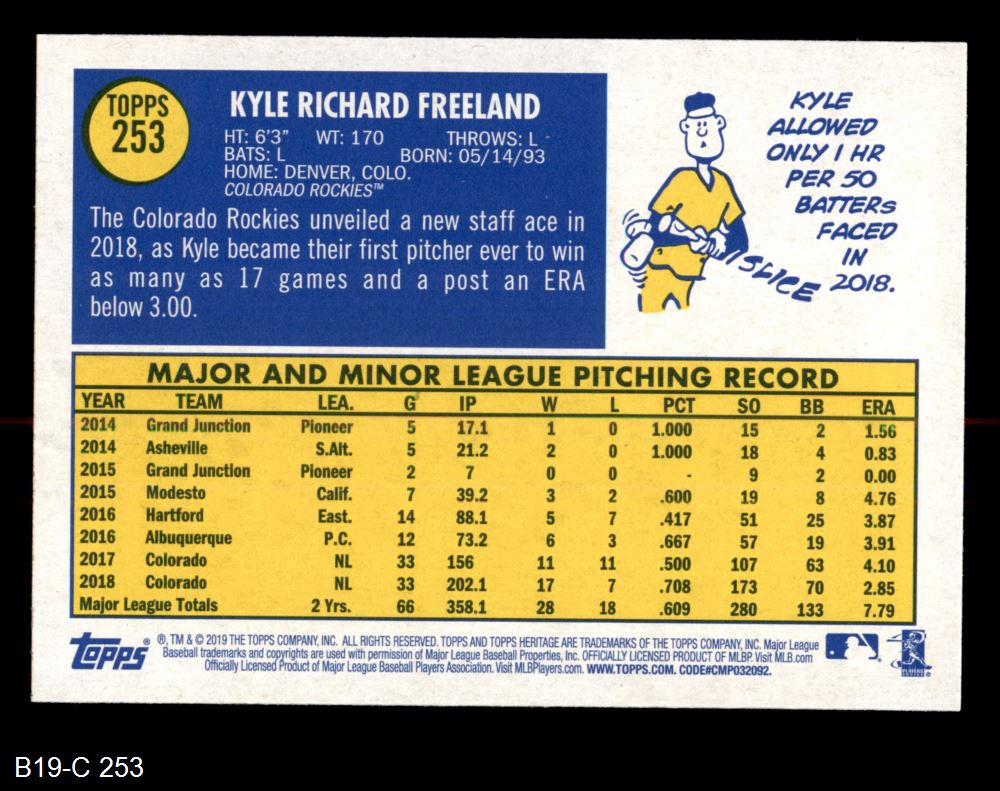 TOPPS
253
KYLE RICHARD FREELAND
HT: 6'3" WT: 170 THROWS: L
BATS: L BORN: 05/14/93
HOME: DENVER, COLO.
COLORADO ROCKIES™
The Colorado Rockies unveiled a new staff ace in
2018, as Kyle became their first pitcher ever to win
as many as 17 games and a post an ERA
below 3.00.
KYLE
ALLOWED
ONLY 1 HR
PER 50
BATTERS
FACED
IN
2018.
SLICE
MAJOR AND MINOR LEAGUE PITCHING RECORD
YEAR TEAM LEA. G IP W L PCT SO BB ERA
2014 Grand Junction Pioneer 5 17.1 1 0 1.000 15 2 1.56
2014 Asheville S.Alt. 5 21.2 2 0 1.000 18 4 0.83
2015 Grand Junction Pioneer 2 7 0 0 - 9 2 0.00
2015 Modesto Calif. 7 39.2 3 2 .600 19 8 4.76
2016 Hartford East. 14 88.1 5 7 .417 51 25 3.87
2016 Albuquerque P.C. 12 73.2 6 3 .667 57 19 3.91
2017 Colorado NL 33 156 11 11 .500 107 63 4.10
2018 Colorado NL 33 202.1 17 7 .708 173 70 2.85
Major League Totals 2 Yrs. 66 358.1 28 18 .609 280 133 7.79
Topps®
®, TM & © 2019 THE TOPPS COMPANY, INC. ALL RIGHTS RESERVED. TOPPS AND TOPPS HERITAGE ARE TRADEMARKS OF THE TOPPS COMPANY, INC. Major League
Baseball trademarks and copyrights are used with permission of Major League Baseball Properties, Inc. OFFICIALLY LICENSED PRODUCT OF MLBP. Visit MLB.com
Officially Licensed Product of Major League Baseball Players Association. Visit MLBPlayers.com. WWW.TOPPS.COM. CODE#CMP032092.
B19-C 253